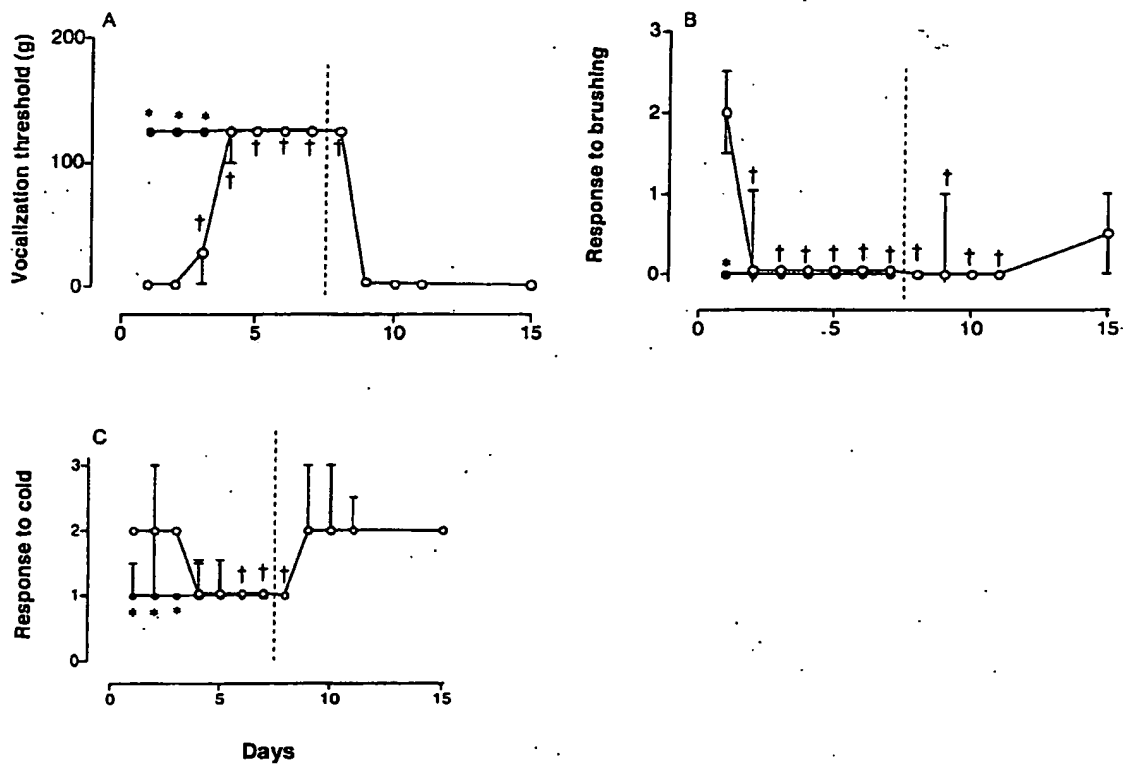 A
Vocalization threshold (g)
200
100
0
* * *
† † † † † †
0 5 10 15
B
Response to brushing
3
2
1
0
*
† † † † † † † † † †
0 5 10 15
C
Response to cold
3
2
1
0
* * *
† † †
0 5 10 15
Days